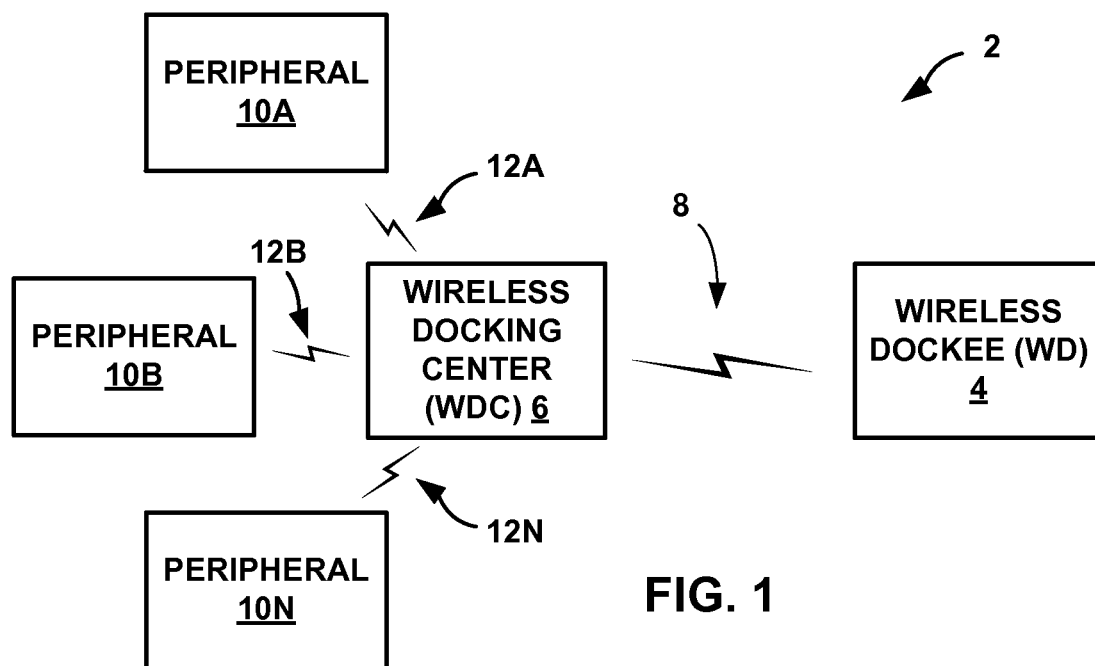 PERIPHERAL
10A
2
12A
8
12B
PERIPHERAL
10B
WIRELESS
DOCKING
CENTER
(WDC) 6
WIRELESS
DOCKEE (WD)
4
12N
PERIPHERAL
10N
FIG. 1